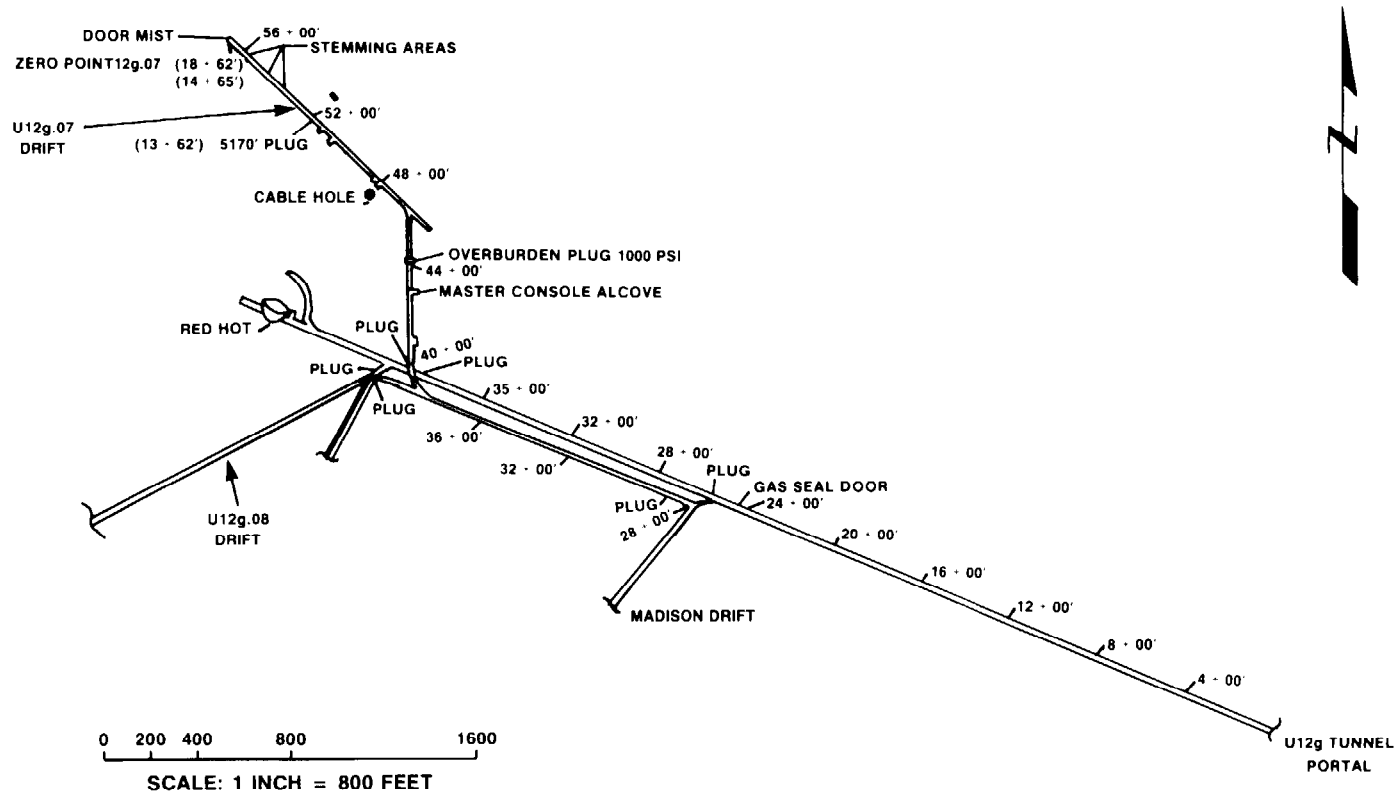 DOOR MIST
56 + 00'
STEMMING AREAS
ZERO POINT12g.07 (18 + 62')
(14 + 65')
52 + 00'
U12g.07
DRIFT
(13 + 62') 5170' PLUG
48 + 00'
CABLE HOLE
OVERBURDEN PLUG 1000 PSI
44 + 00'
MASTER CONSOLE ALCOVE
RED HOT
PLUG
40 + 00'
PLUG
PLUG
PLUG
35 + 00'
36 + 00'
32 + 00'
32 + 00'
28 + 00'
PLUG
GAS SEAL DOOR
24 + 00'
PLUG
28 + 00'
U12g.08
DRIFT
20 + 00'
16 + 00'
MADISON DRIFT
12 + 00'
8 + 00'
4 + 00'
U12g TUNNEL
PORTAL
N
0 200 400 800 1600
SCALE: 1 INCH = 800 FEET